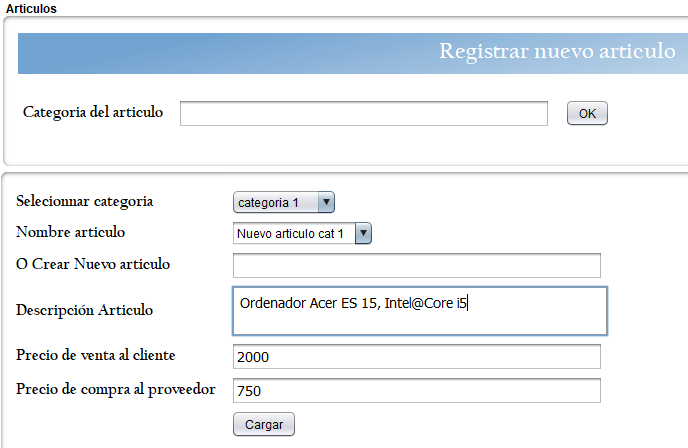 Articulos
Registrar nuevo articulo
Categoria del articulo OK
Selecionnar categoria categoria 1
Nombre articulo Nuevo articulo cat 1
O Crear Nuevo articulo
Descripción Articulo Ordenador Acer ES 15, Intel@Core i5
Precio de venta al cliente 2000
Precio de compra al proveedor 750
Cargar